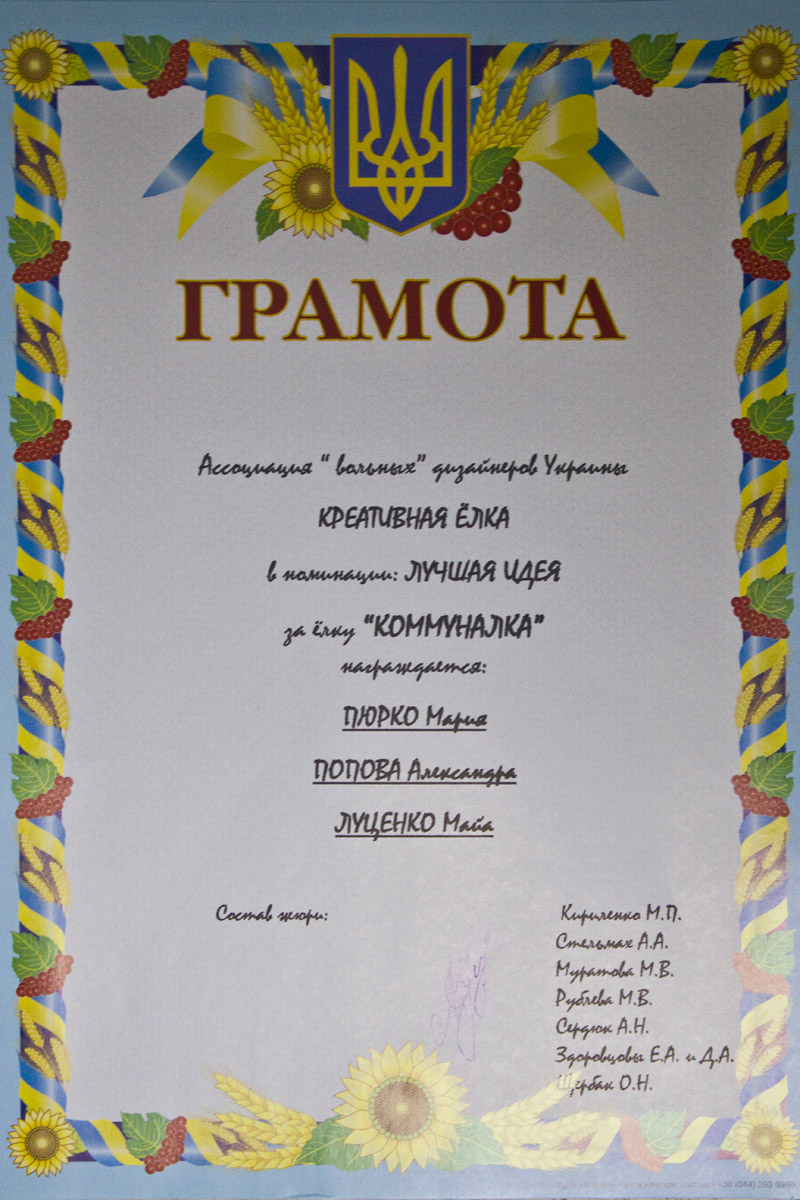 ГРАМОТА
Ассоциация “ вольных” дизайнеров Украины
КРЕАТИВНАЯ ЁЛКА
в номинации: ЛУЧШАЯ ИДЕЯ
за ёлку “КОММУНАЛКА”
награждается:
ПЮРКО Мария
ПОПОВА Александра
ЛУЦЕНКО Майа
Состав жюри:
Кириленко М.П.
Стельмах А.А.
Муратова М.В.
Рублева М.В.
Сердюк А.Н.
Здоровцовы Е.А. и Д.А.
Щербак О.Н.